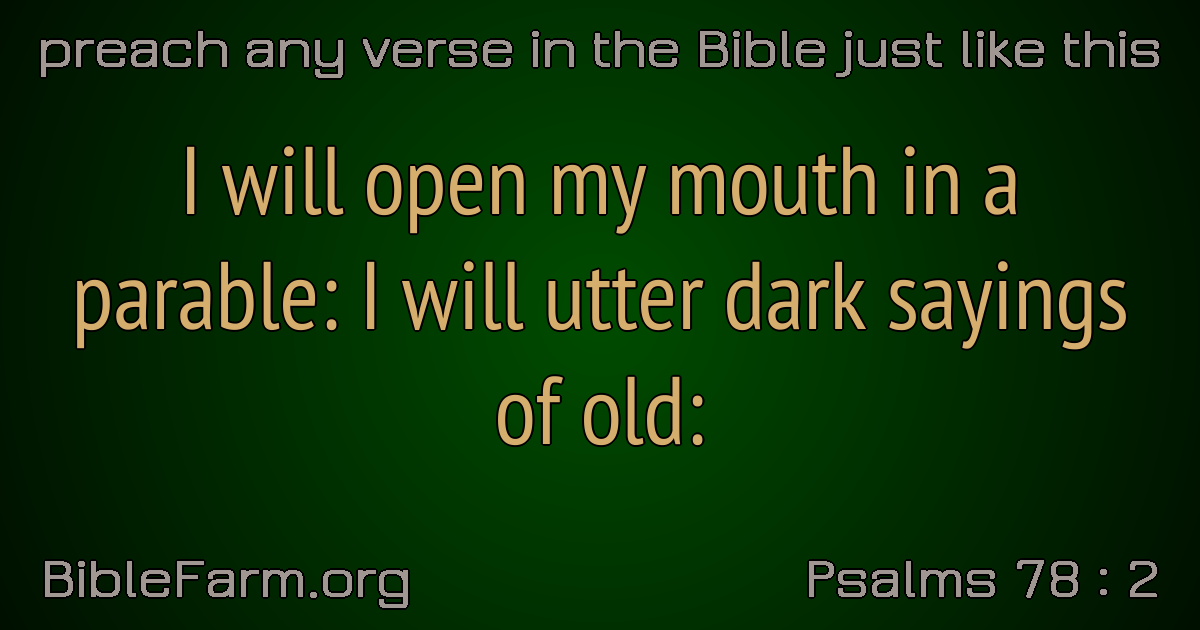 preach any verse in the Bible just like this
I will open my mouth in a
parable: I will utter dark sayings
of old:
BibleFarm.org
Psalms 78 : 2